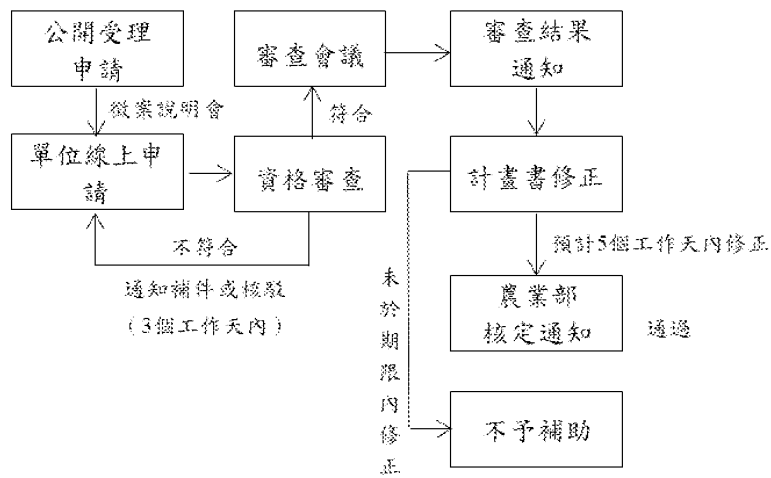 公開受理
申請
徵案說明會
單位線上申
請
資格審查
不符合
通知補件或核駁
（3個工作天內）
符合
審查會議
審查結果
通知
計畫書修正
預計5個工作天內修正
農業部
核定通知
通過
未於期限內修正
不予補助